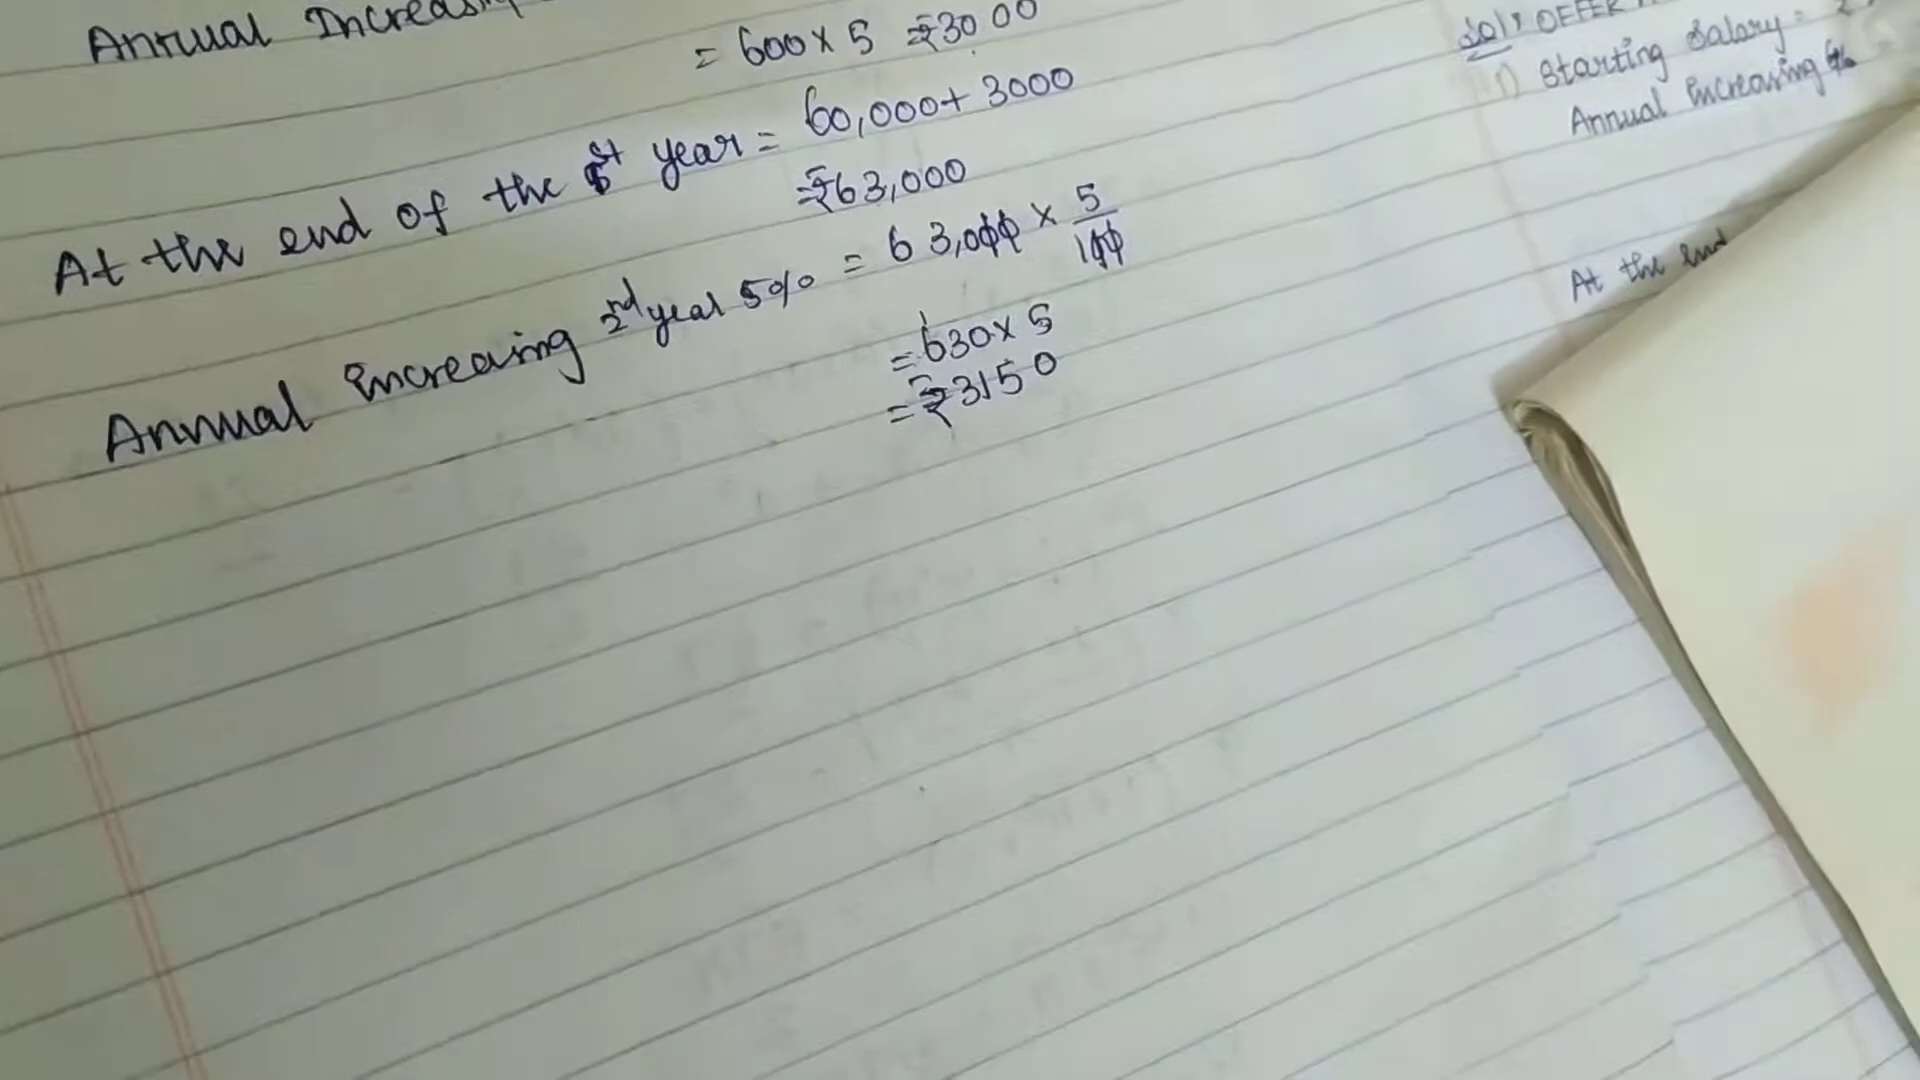 Annual Increasing
= 600 × 5 = ₹3000
At the end of the 1st year = 60,000 + 3000
= ₹63,000
Annual increasing 2nd year 5% = 63,000 × 5/100
= 630 × 5
= ₹3150
Sol: OFFER
1) Starting Salary = ₹
Annual increasing %
At the end